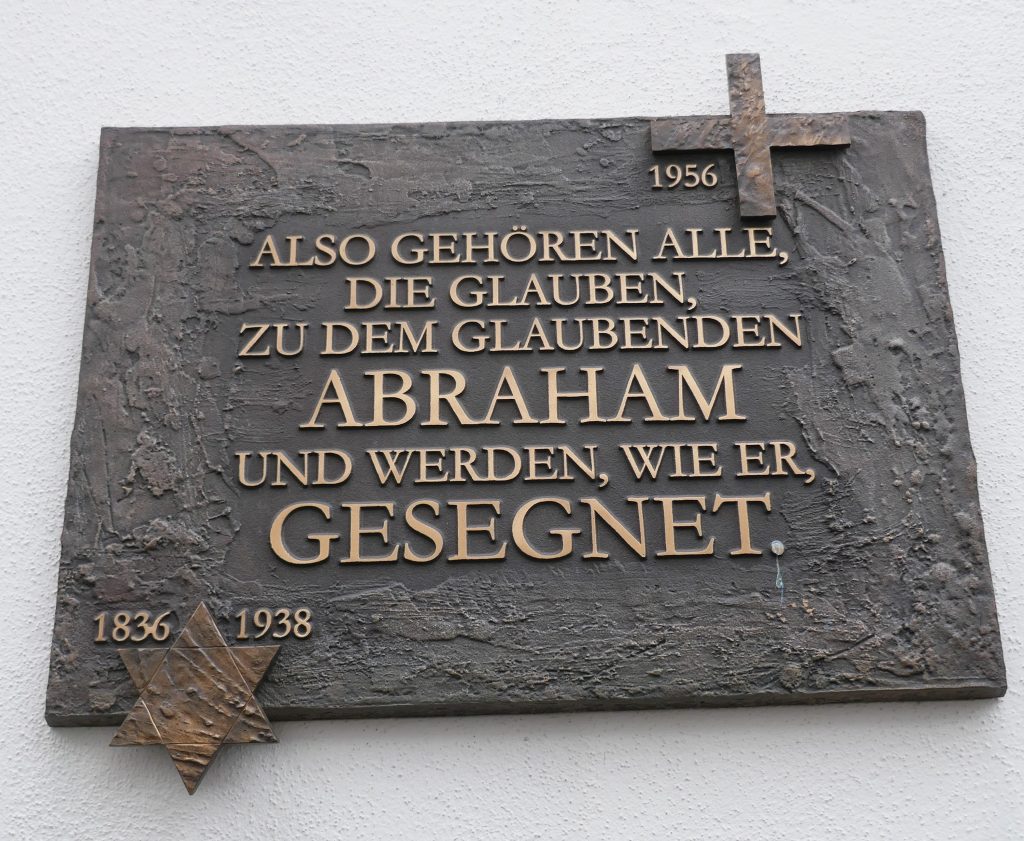 1956
ALSO GEHÖREN ALLE,
DIE GLAUBEN,
ZU DEM GLAUBENDEN
ABRAHAM
UND WERDEN, WIE ER,
GESEGNET.
1836 1938